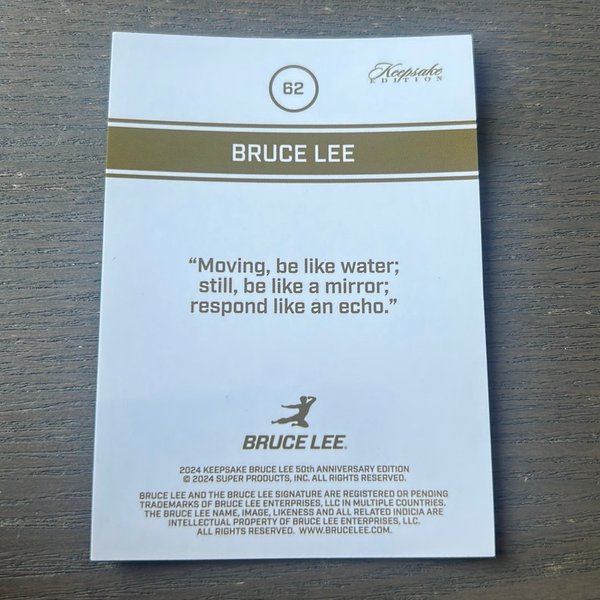 62
Keepsake
EDITION
BRUCE LEE
“Moving, be like water;
still, be like a mirror;
respond like an echo.”
BRUCE LEE®
2024 KEEPSAKE BRUCE LEE 50th ANNIVERSARY EDITION
© 2024 SUPER PRODUCTS, INC. ALL RIGHTS RESERVED.
BRUCE LEE AND THE BRUCE LEE SIGNATURE ARE REGISTERED OR PENDING
TRADEMARKS OF BRUCE LEE ENTERPRISES, LLC IN MULTIPLE COUNTRIES.
THE BRUCE LEE NAME, IMAGE, LIKENESS AND ALL RELATED INDICIA ARE
INTELLECTUAL PROPERTY OF BRUCE LEE ENTERPRISES, LLC.
ALL RIGHTS RESERVED. WWW.BRUCELEE.COM.